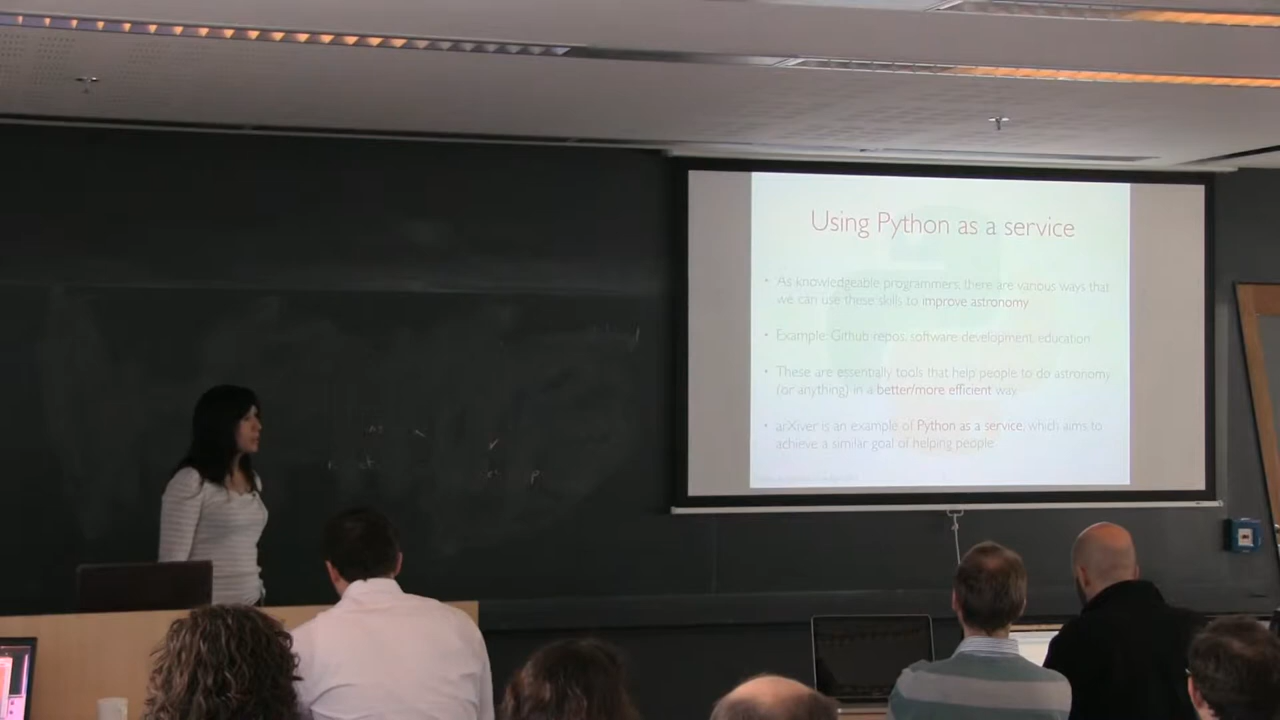 Using Python as a service
• As knowledgeable programmers, there are various ways that
we can use these skills to improve astronomy
• Example: Github repos, software development, education
• These are essentially tools that help people to do astronomy
(or anything) in a better/more efficient way
• arXiver is an example of Python as a service, which aims to
achieve a similar goal of helping people